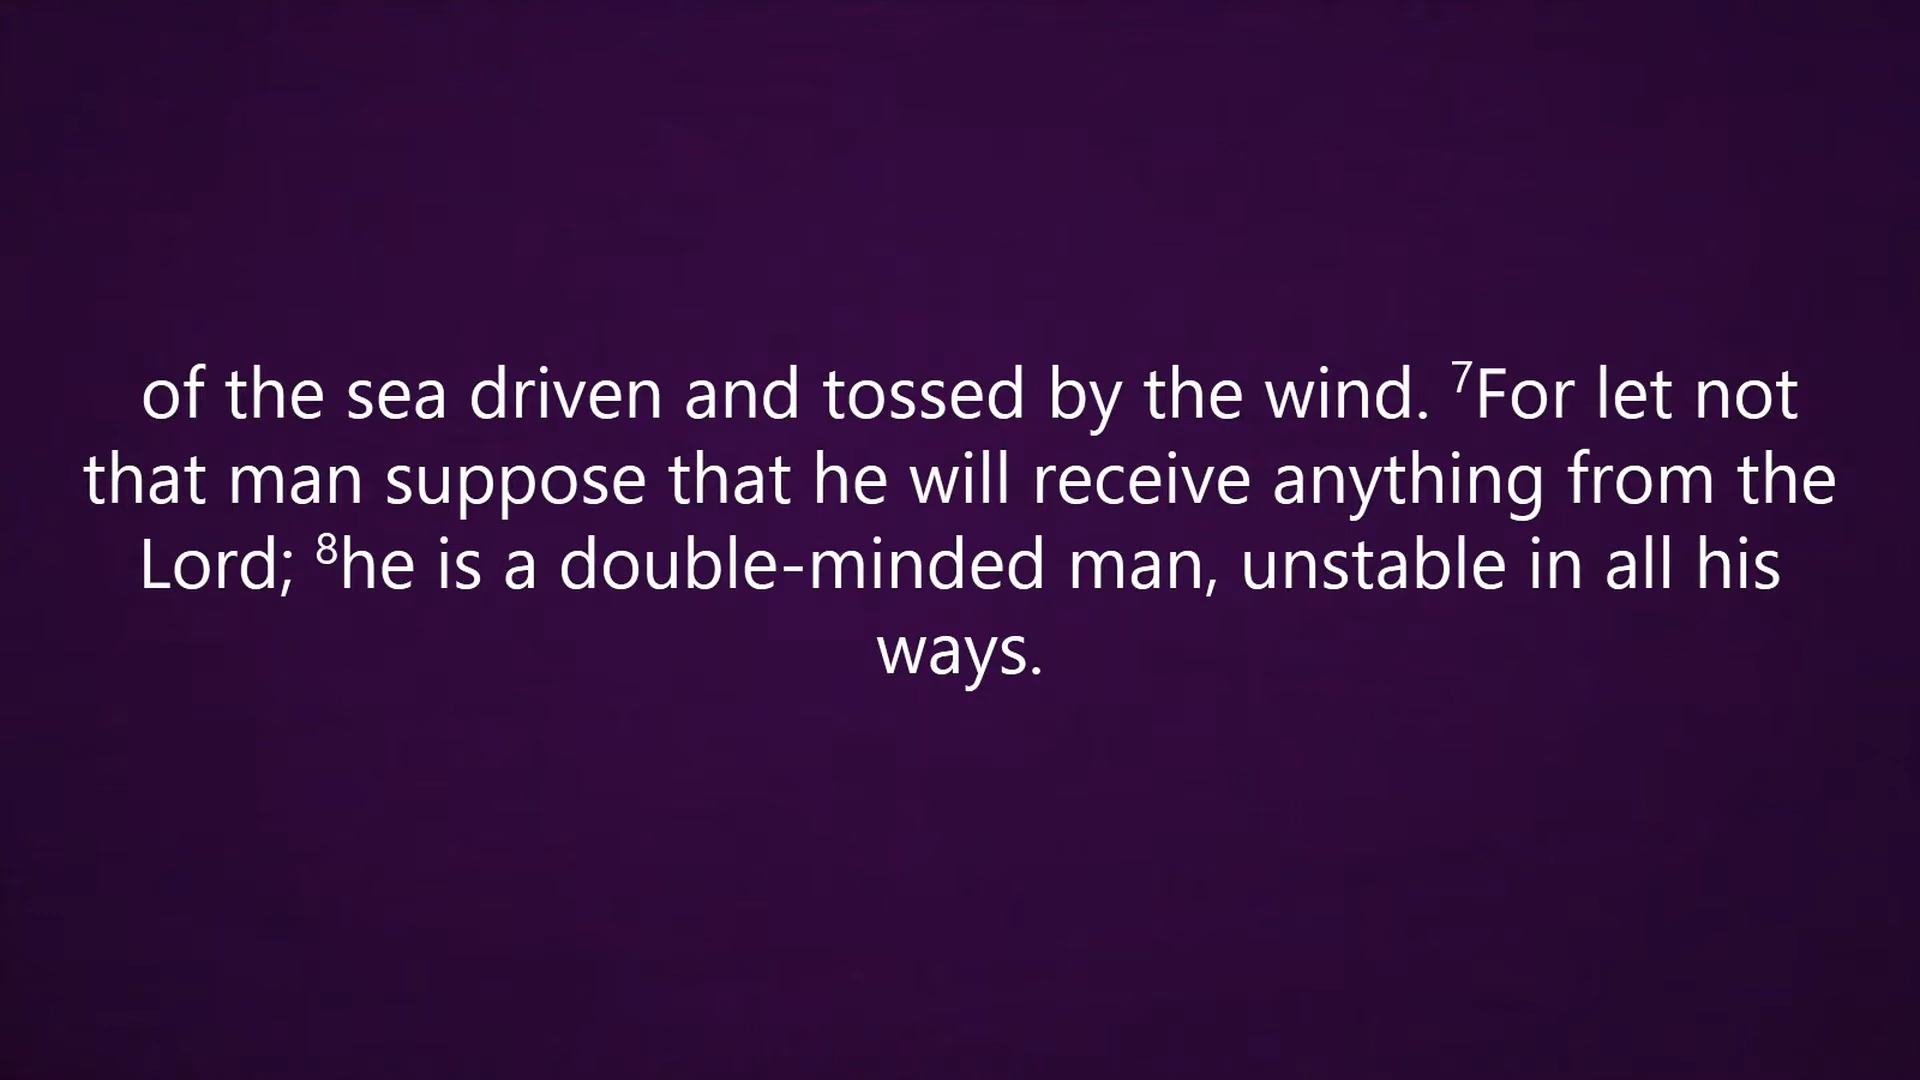 of the sea driven and tossed by the wind. ⁷For let not
that man suppose that he will receive anything from the
Lord; ⁸he is a double-minded man, unstable in all his
ways.